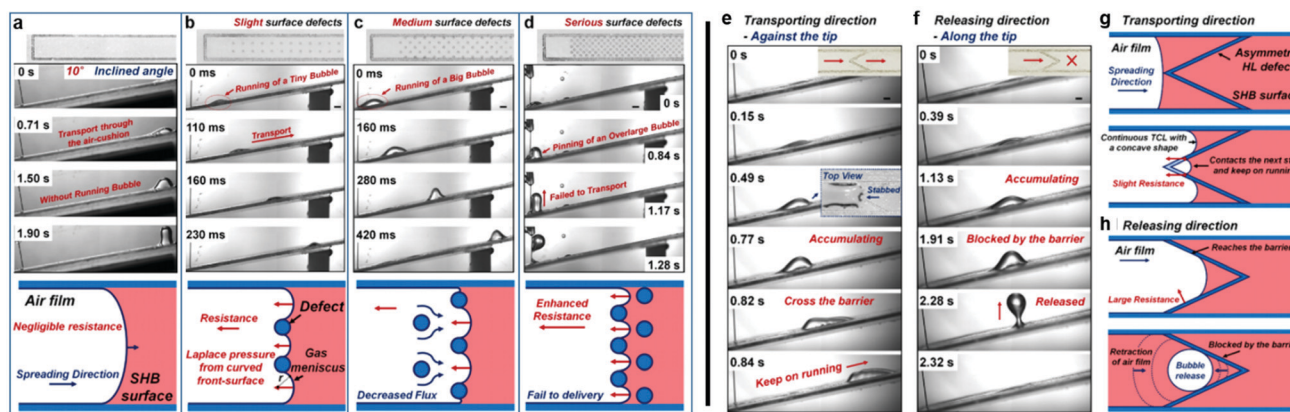 a
10° Inclined angle
0 s
0.71 s
Transport through
the air-cushion
1.50 s
Without Running Bubble
1.90 s
Air film
Negligible resistance
Spreading Direction
SHB
surface
b
Slight surface defects
0 ms
Running of a Tiny Bubble
110 ms
Transport
160 ms
230 ms
Resistance
Defect
Laplace pressure
from curved
front-surface
Gas
meniscus
r
c
Medium surface defects
0 ms
Running of a Big Bubble
160 ms
280 ms
420 ms
Decreased Flux
d
Serious surface defects
0 s
Pinning of an Overlarge Bubble
0.84 s
Failed to Transport
1.17 s
1.28 s
Enhanced
Resistance
Fail to delivery
e
Transporting direction
- Against the tip
0 s
0.15 s
0.49 s
Top View
Stabbed
0.77 s
Accumulating
0.82 s
Cross the barrier
0.84 s
Keep on running
f
Releasing direction
- Along the tip
0 s
0.39 s
1.13 s
Accumulating
1.91 s
Blocked by the barrier
2.28 s
Released
2.32 s
g
Transporting direction
Air film
Spreading
Direction
Asymmetr
HL defec
SHB surfac
Continuous TCL with
a concave shape
Contacts the next st
and keep on runnin
Slight Resistance
h
Releasing direction
Air film
Reaches the barrie
Large Resistance
Retraction
of air film
Blocked by the barrie
Bubble
release